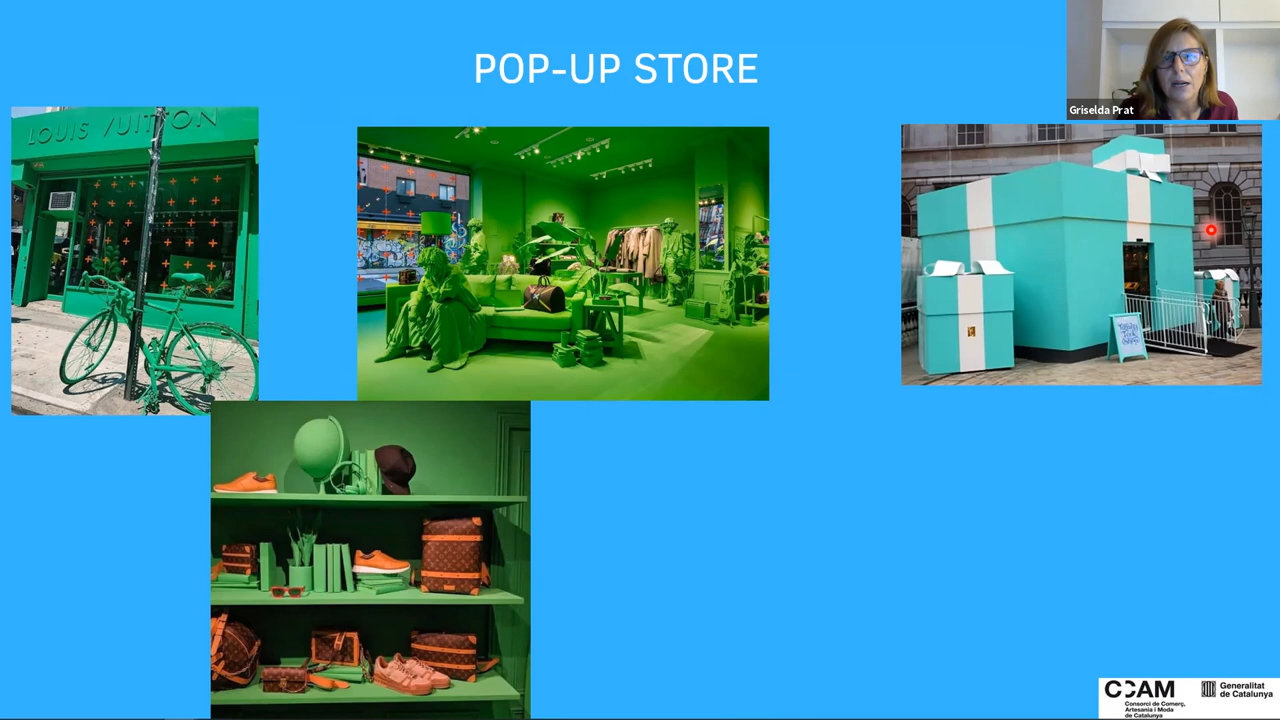 POP-UP STORE
Griselda Prat
LOUIS VUITTON
CCAM
Consorci de Comerç,
Artesania i Moda
de Catalunya
Generalitat
de Catalunya